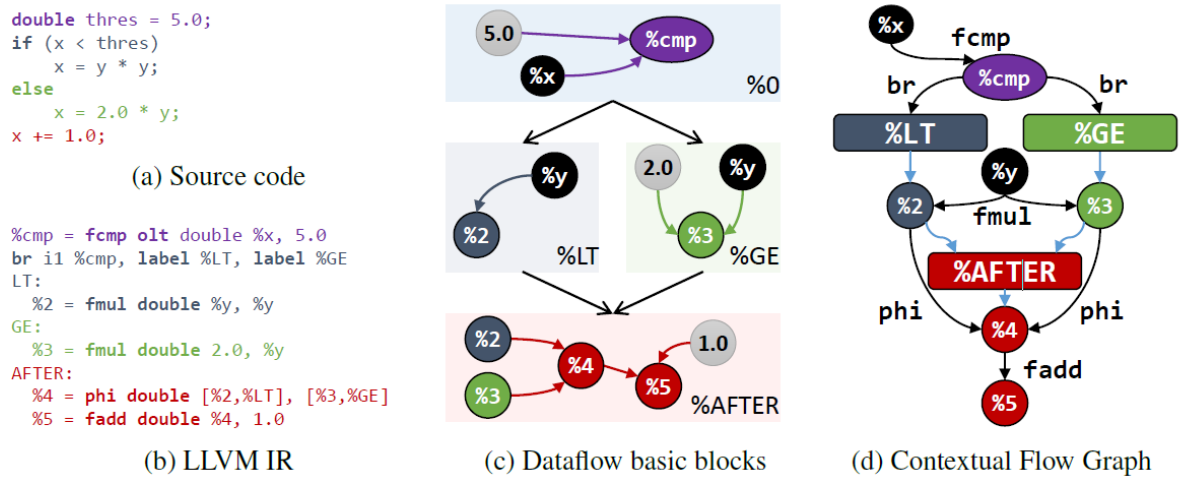 double thres = 5.0;
if (x < thres)
    x = y * y;
else
    x = 2.0 * y;
x += 1.0;
(a) Source code
%cmp = fcmp olt double %x, 5.0
br i1 %cmp, label %LT, label %GE
LT:
  %2 = fmul double %y, %y
GE:
  %3 = fmul double 2.0, %y
AFTER:
  %4 = phi double [%2,%LT], [%3,%GE]
  %5 = fadd double %4, 1.0
(b) LLVM IR
5.0
%cmp
%x
%0
%y
%2
%LT
2.0
%y
%3
%GE
%2
%3
%4
%5
1.0
%AFTER
(c) Dataflow basic blocks
%x
fcmp
%cmp
br
br
%LT
%GE
%y
%2
fmul
%3
%AFTER
phi
%4
phi
fadd
%5
(d) Contextual Flow Graph